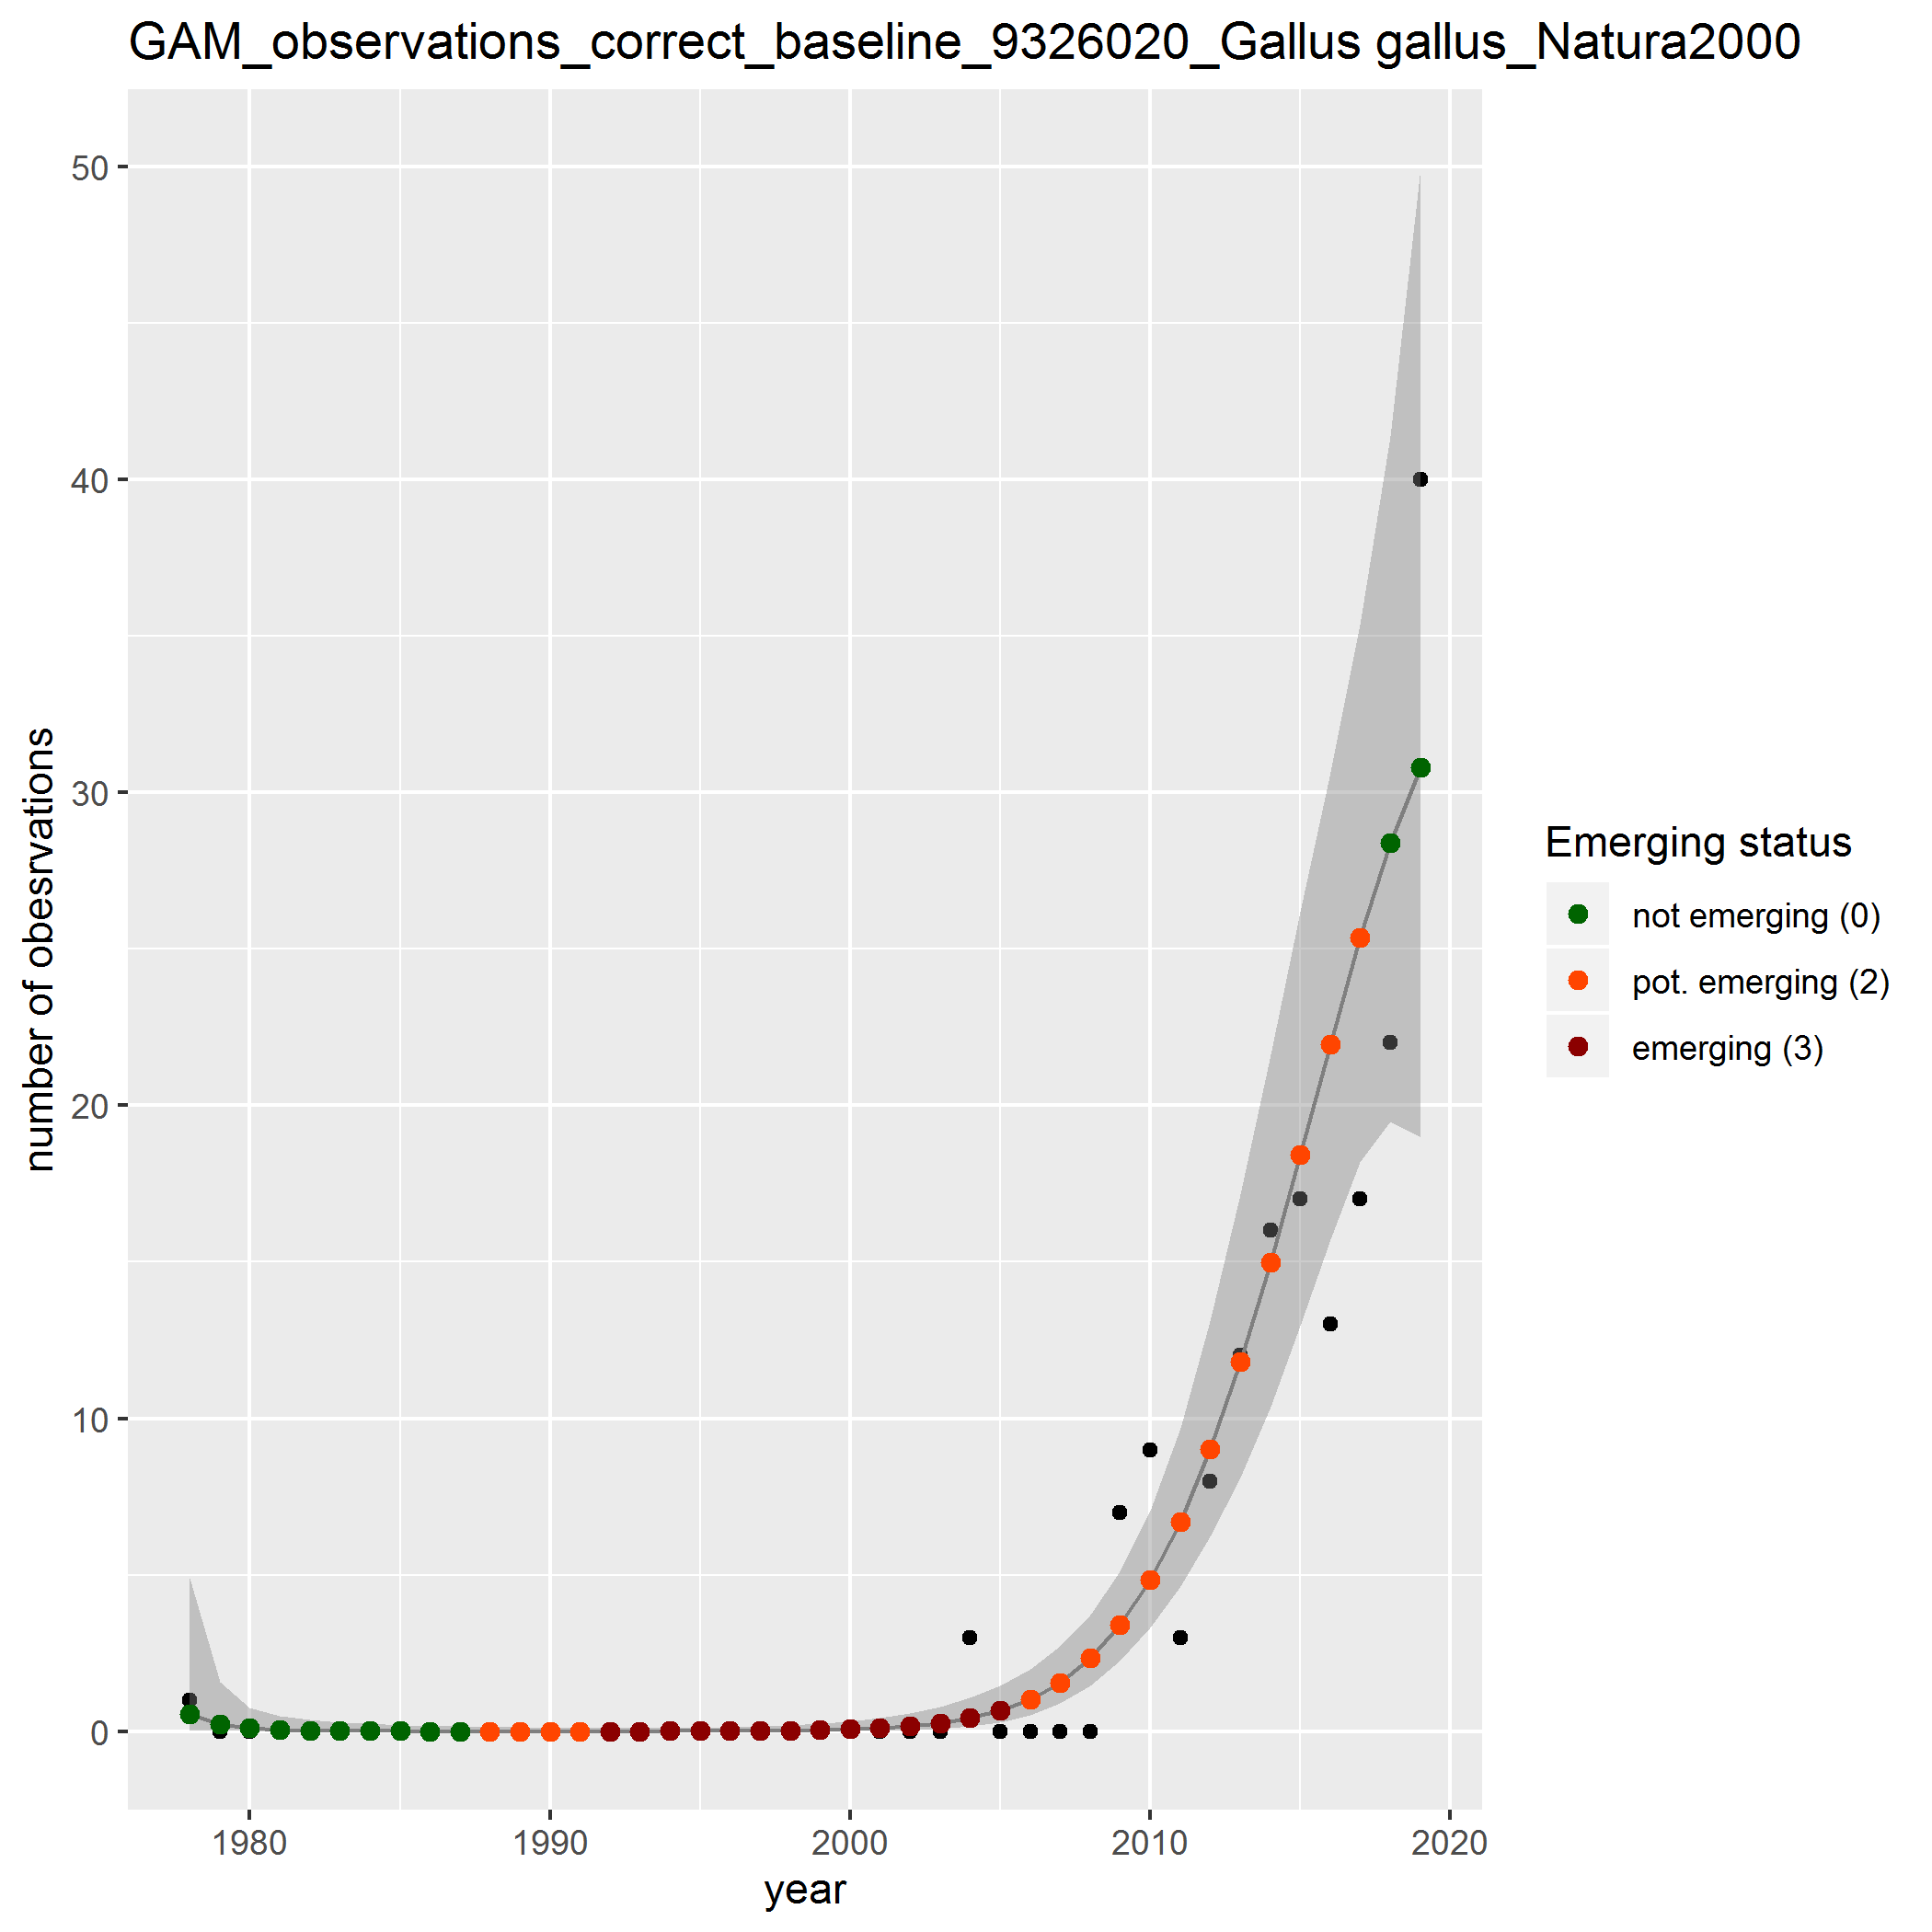 GAM_observations_correct_baseline_9326020_Gallus gallus_Natura2000
50
40
30
20
10
0
number of obesrvations
1980 1990 2000 2010 2020
year
Emerging status
not emerging (0)
pot. emerging (2)
emerging (3)